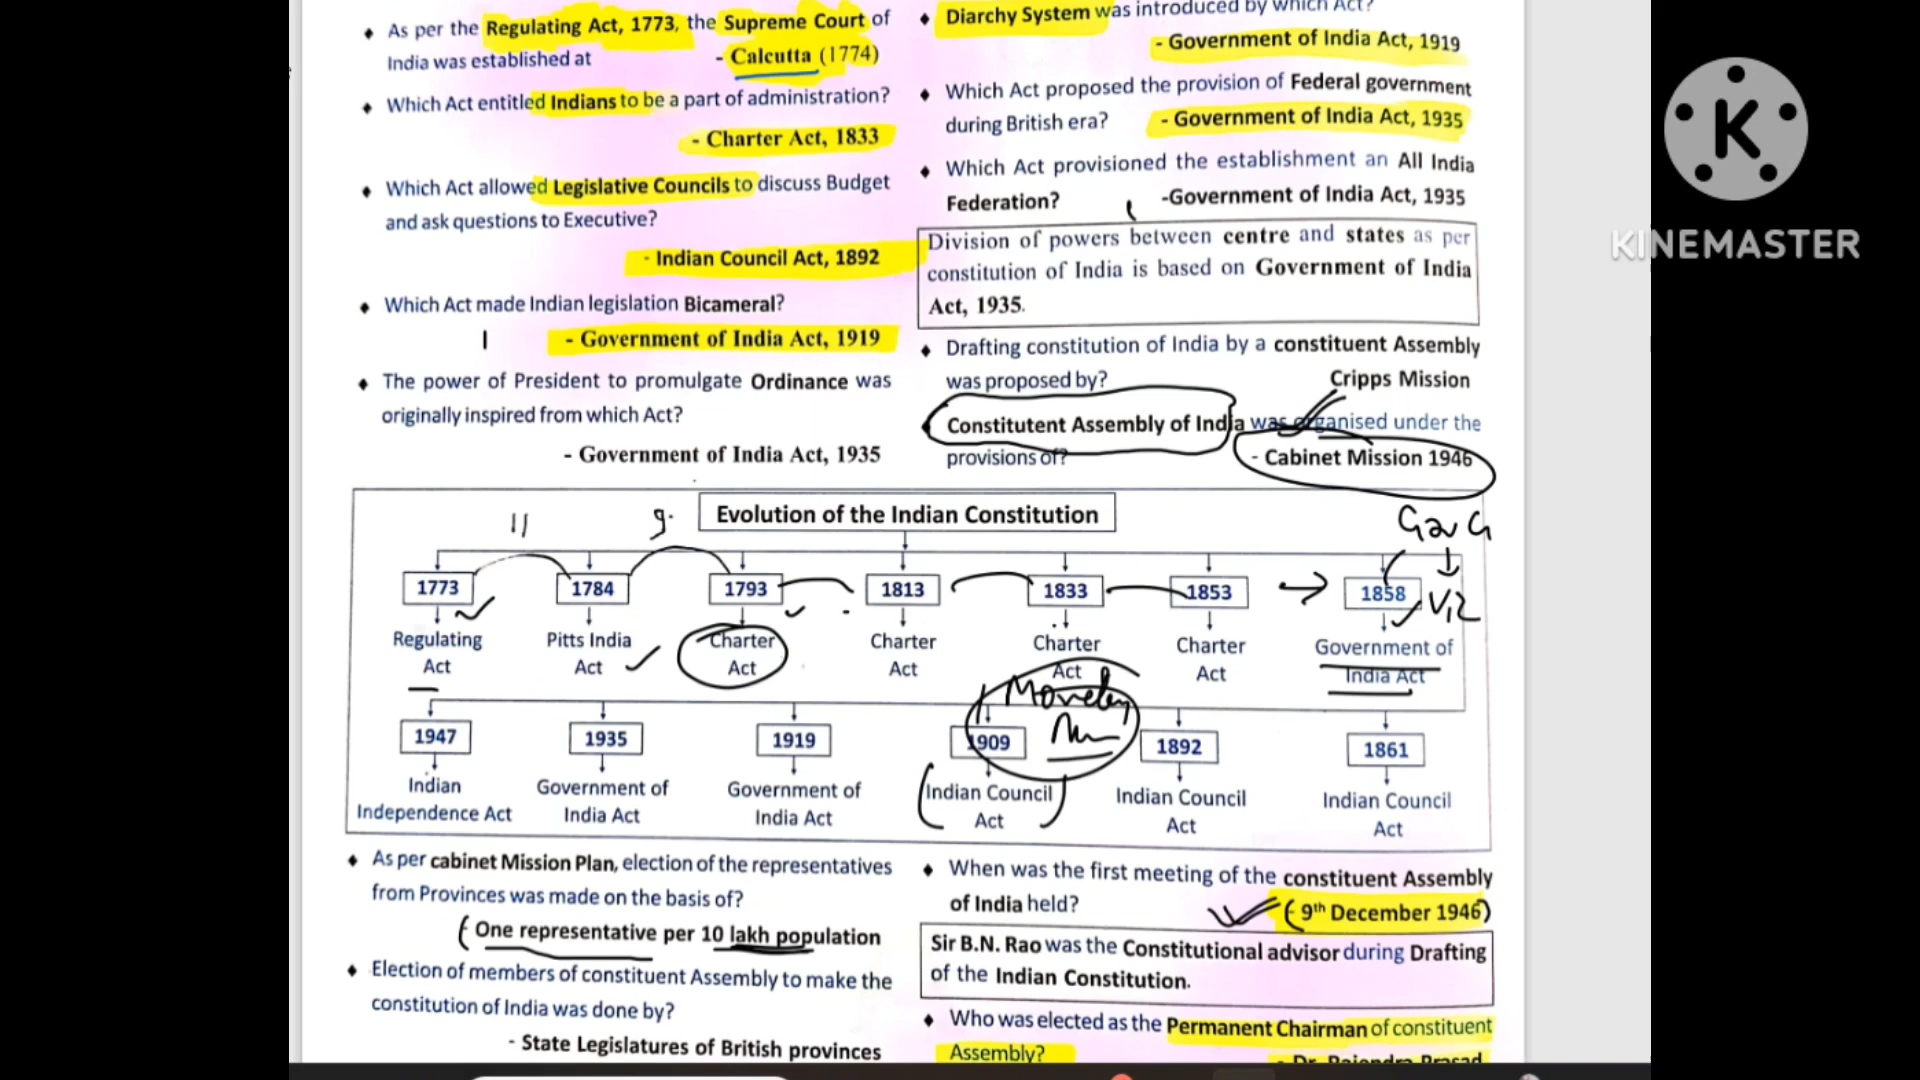 ♦ As per the Regulating Act, 1773, the Supreme Court of
India was established at - Calcutta (1774)
♦ Which Act entitled Indians to be a part of administration?
- Charter Act, 1833
♦ Which Act allowed Legislative Councils to discuss Budget
and ask questions to Executive?
- Indian Council Act, 1892
♦ Which Act made Indian legislation Bicameral?
- Government of India Act, 1919
♦ The power of President to promulgate Ordinance was
originally inspired from which Act?
- Government of India Act, 1935
♦ Diarchy System was introduced by which Act?
- Government of India Act, 1919
♦ Which Act proposed the provision of Federal government
during British era? - Government of India Act, 1935
♦ Which Act provisioned the establishment an All India
Federation? -Government of India Act, 1935
Division of powers between centre and states as per
constitution of India is based on Government of India
Act, 1935.
♦ Drafting constitution of India by a constituent Assembly
was proposed by? Cripps Mission
Constitutent Assembly of India was organised under the
provisions of? - Cabinet Mission 1946
K
KINEMASTER
Evolution of the Indian Constitution
11 9.
Gov G
1773 1784 1793 1813 1833 1853 1858
Regulating Pitts India Charter Charter Charter Charter Government of
Act Act Act Act Act Act India Act
1947 1935 1919 1909 1892 1861
Indian Government of Government of Indian Council Indian Council Indian Council
Independence Act India Act India Act Act Act Act
♦ As per cabinet Mission Plan, election of the representatives
from Provinces was made on the basis of?
One representative per 10 lakh population
♦ Election of members of constituent Assembly to make the
constitution of India was done by?
- State Legislatures of British provinces
♦ When was the first meeting of the constituent Assembly
of India held?
- 9th December 1946
Sir B.N. Rao was the Constitutional advisor during Drafting
of the Indian Constitution.
♦ Who was elected as the Permanent Chairman of constituent
Assembly? - Dr. Rajendra Prasad